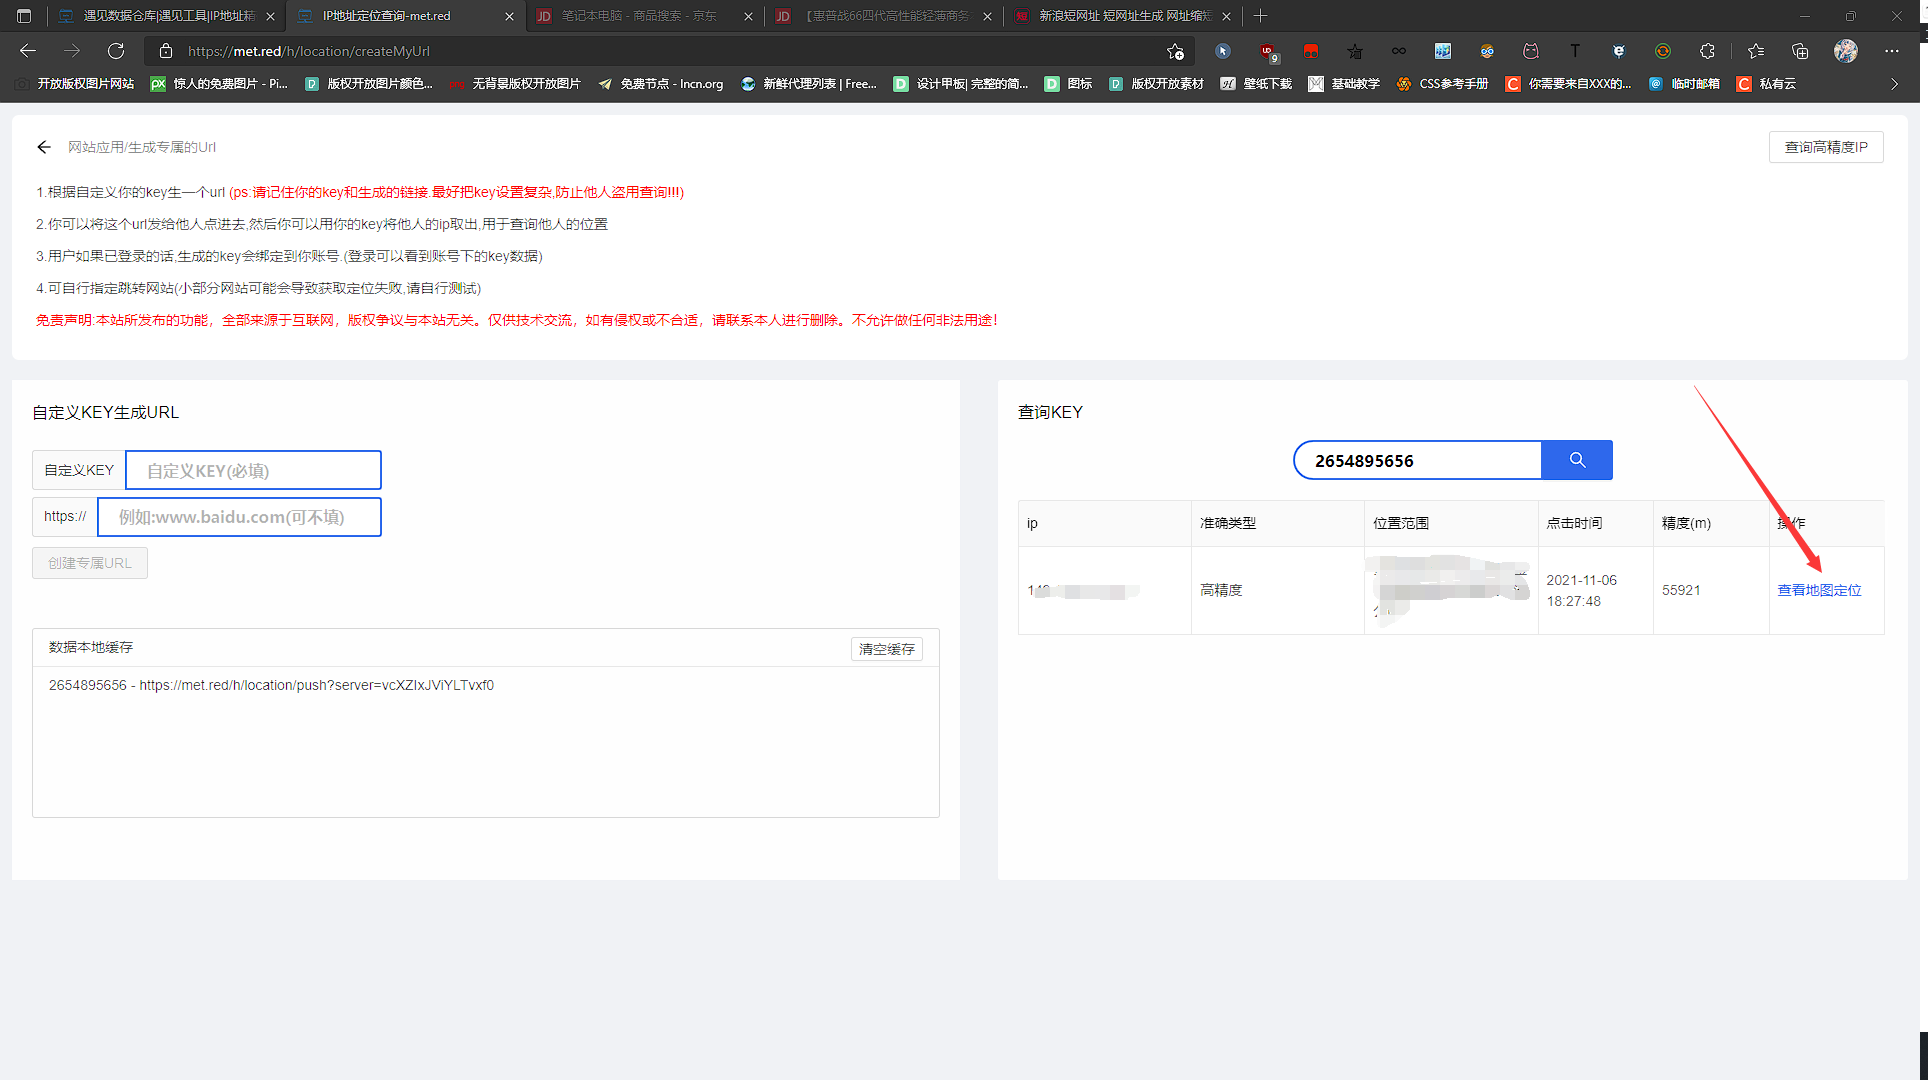 遇见数据仓库|遇见工具|IP地址精
IP地址定位查询-met.red
笔记本电脑 - 商品搜索 - 京东
【惠普战66四代高性能轻薄商务
新浪短网址 短网址生成 网址缩短
https://met.red/h/location/createMyUrl
开放版权图片网站
惊人的免费图片 - Pi...
版权开放图片颜色...
无背景版权开放图片
免费节点 - lncn.org
新鲜代理列表 | Free...
设计甲板| 完整的简...
图标
版权开放素材
壁纸下载
基础教学
CSS参考手册
你需要来自XXX的...
临时邮箱
私有云
网站应用/生成专属的Url
查询高精度IP
1.根据自定义你的key生一个url (ps:请记住你的key和生成的链接.最好把key设置复杂,防止他人盗用查询!!!)
2.你可以将这个url发给他人点进去,然后你可以用你的key将他人的ip取出,用于查询他人的位置
3.用户如果已登录的话,生成的key会绑定到你账号.(登录可以看到账号下的key数据)
4.可自行指定跳转网站(小部分网站可能会导致获取定位失败,请自行测试)
免责声明:本站所发布的功能，全部来源于互联网，版权争议与本站无关。仅供技术交流，如有侵权或不合适，请联系本人进行删除。不允许做任何非法用途！
自定义KEY生成URL
自定义KEY 自定义KEY(必填)
https:// 例如:www.baidu.com(可不填)
创建专属URL
数据本地缓存
清空缓存
2654895656 - https://met.red/h/location/push?server=vcXZIxJViYLTvxf0
查询KEY
2654895656
ip 准确类型 位置范围 点击时间 精度(m) 操作
高精度 2021-11-06 18:27:48 55921 查看地图定位